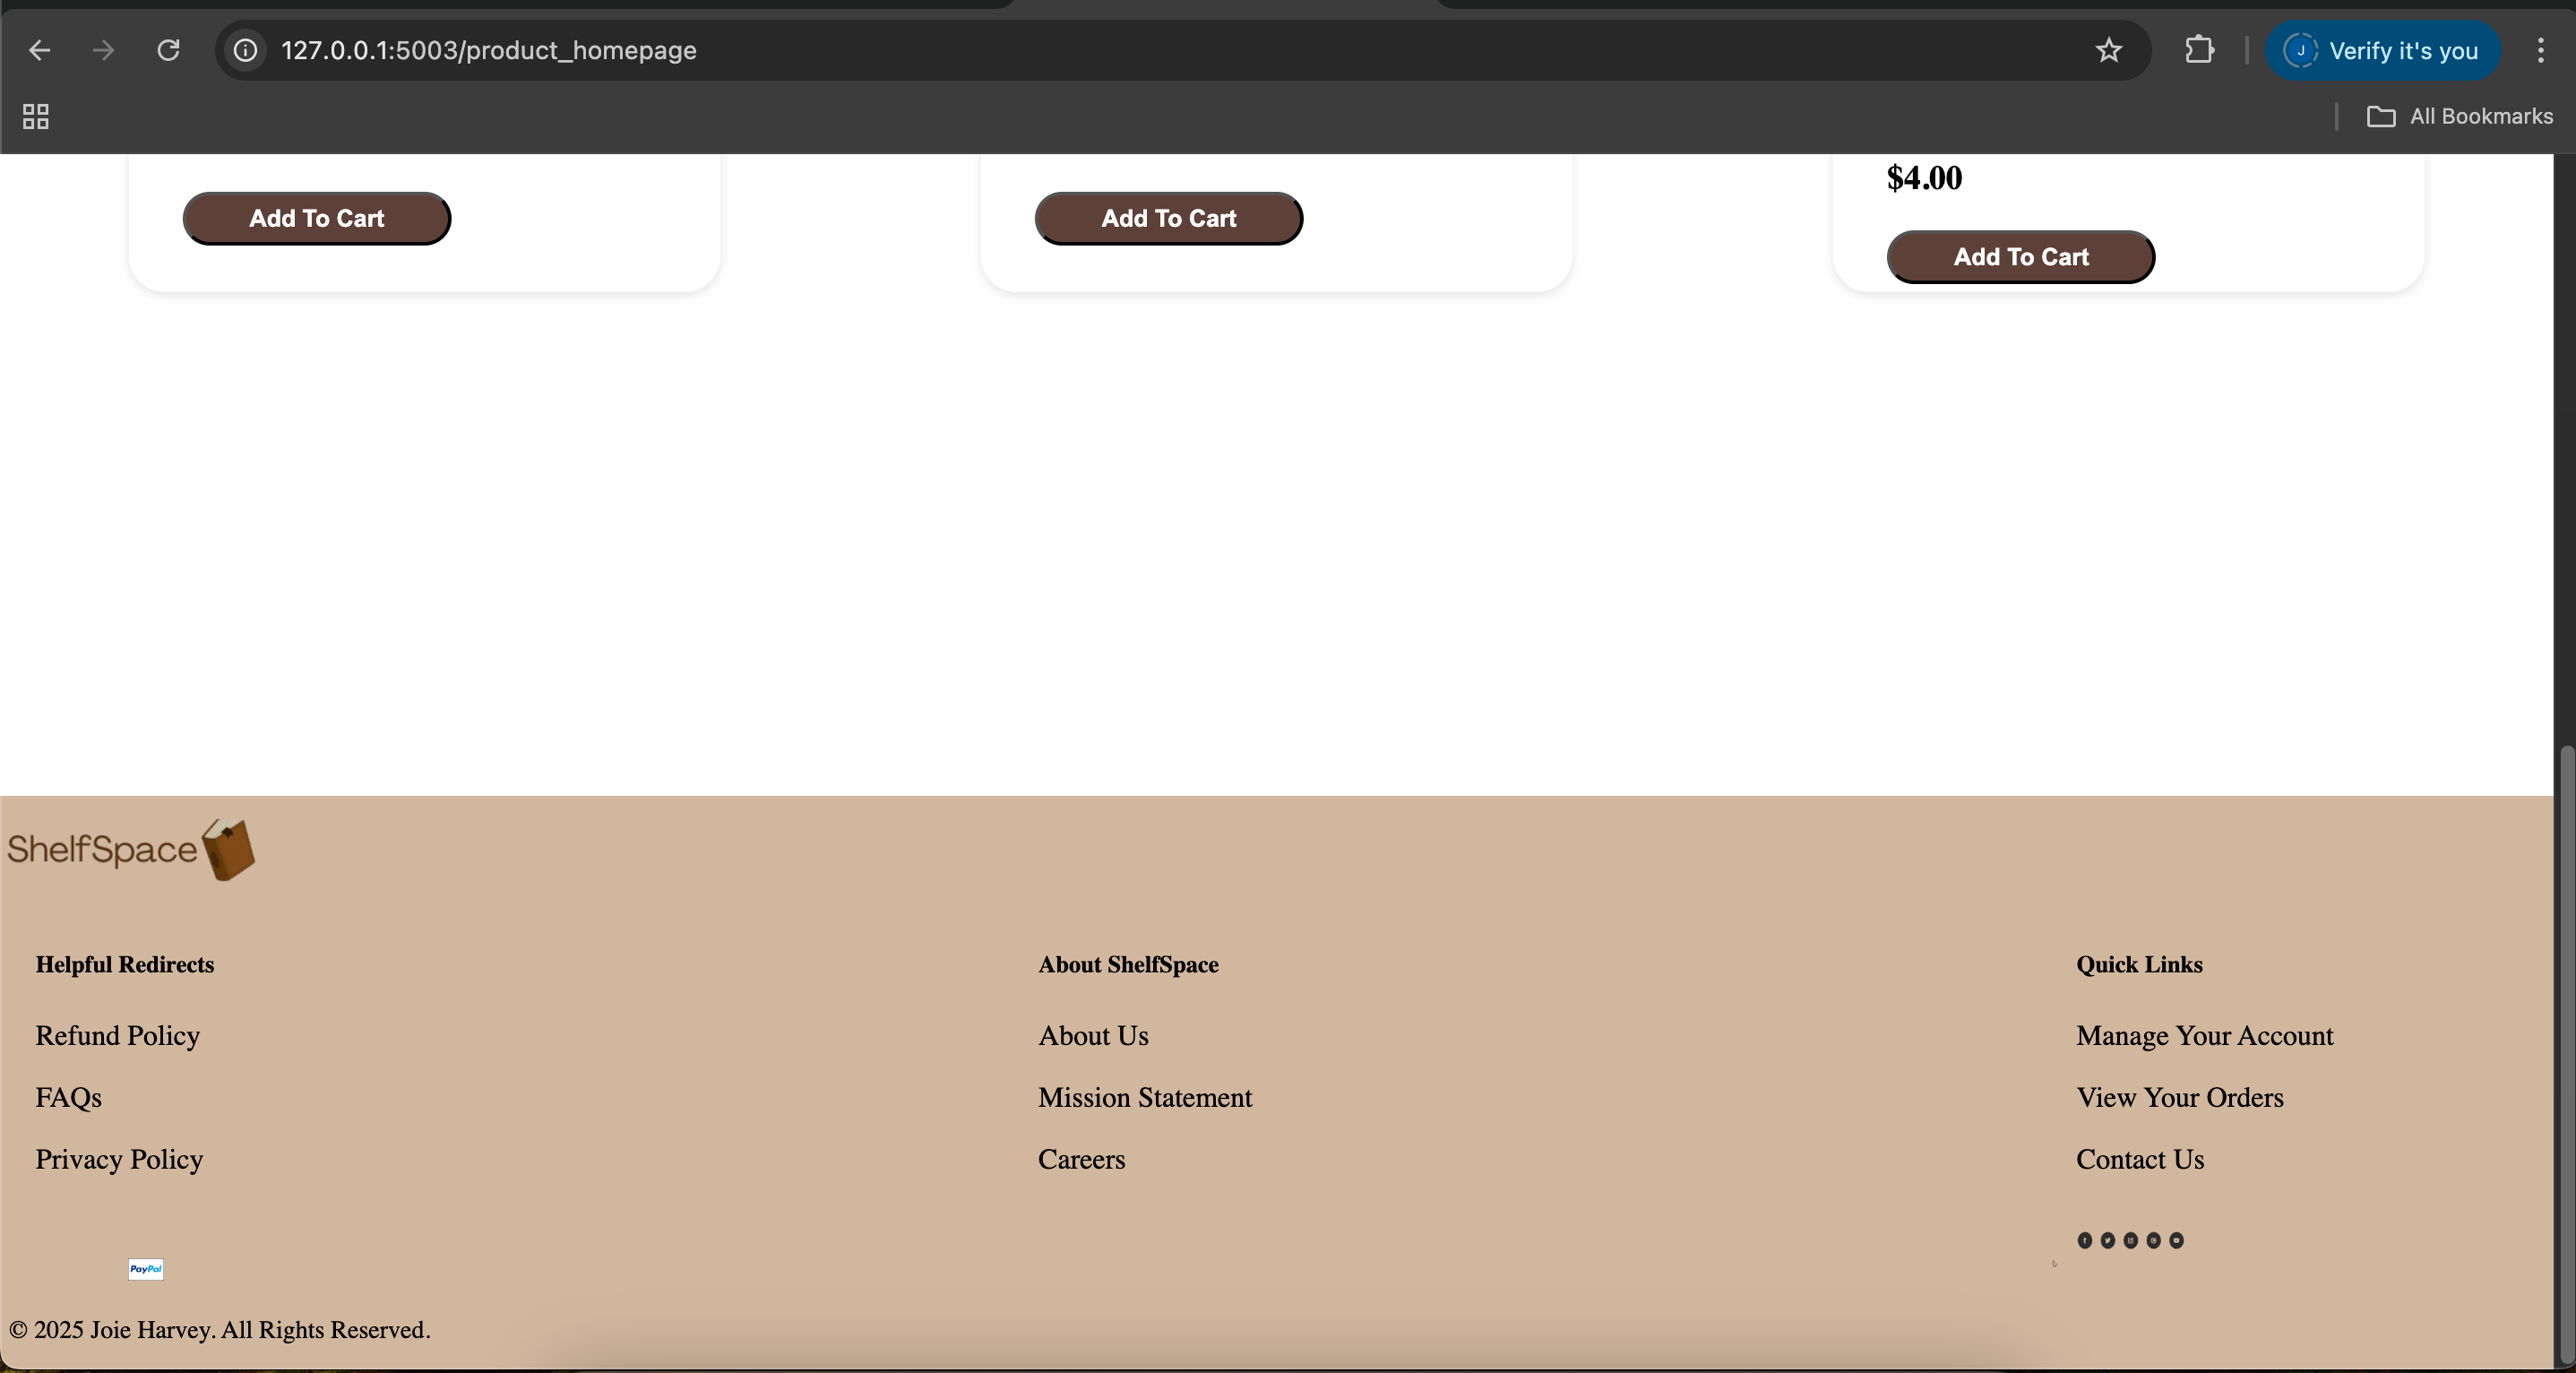 127.0.0.1:5003/product_homepage
J Verify it's you
All Bookmarks
$4.00
Add To Cart
Add To Cart
Add To Cart
ShelfSpace
Helpful Redirects
Refund Policy
FAQs
Privacy Policy
About ShelfSpace
About Us
Mission Statement
Careers
Quick Links
Manage Your Account
View Your Orders
Contact Us
PayPal
© 2025 Joie Harvey. All Rights Reserved.